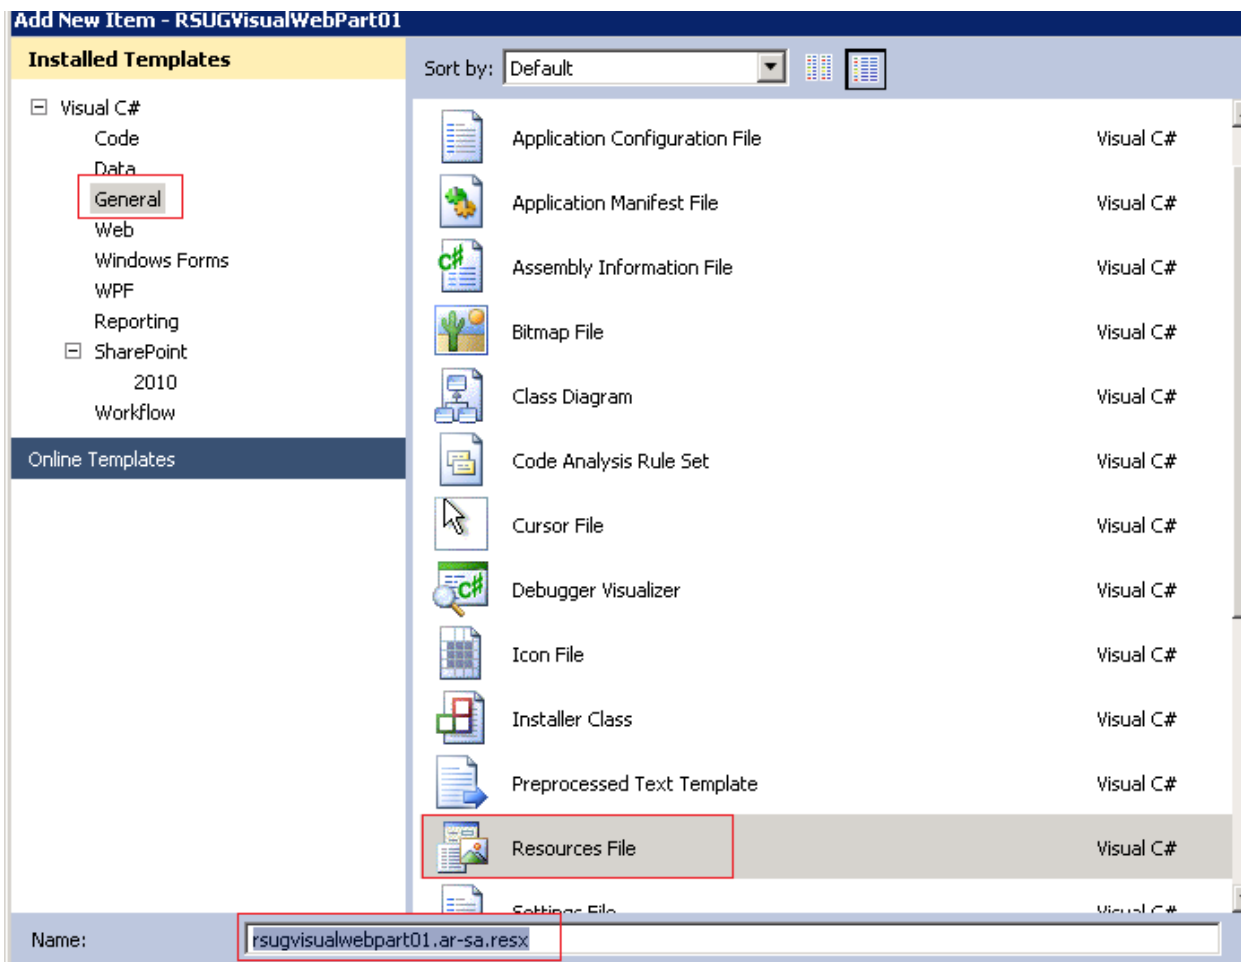 Add New Item - RSUGVisualWebPart01
Installed Templates
Visual C#
Code
Data
General
Web
Windows Forms
WPF
Reporting
SharePoint
2010
Workflow
Online Templates
Sort by: Default
Application Configuration File Visual C#
Application Manifest File Visual C#
Assembly Information File Visual C#
Bitmap File Visual C#
Class Diagram Visual C#
Code Analysis Rule Set Visual C#
Cursor File Visual C#
Debugger Visualizer Visual C#
Icon File Visual C#
Installer Class Visual C#
Preprocessed Text Template Visual C#
Resources File Visual C#
Settings File Visual C#
Name: rsugvisualwebpart01.ar-sa.resx